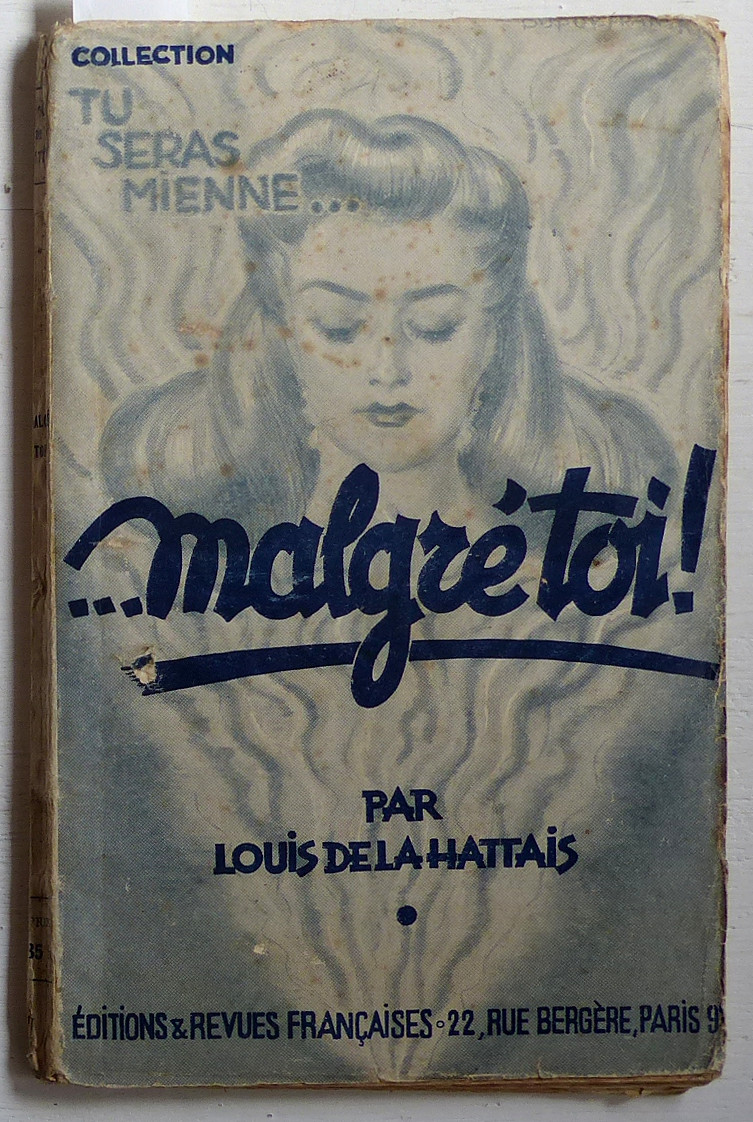 COLLECTION
TU
SERAS
MIENNE...
...malgré toi!
PAR
LOUIS DE LA HATTAIS
ÉDITIONS & REVUES FRANÇAISES ° 22, RUE BERGÈRE, PARIS 9